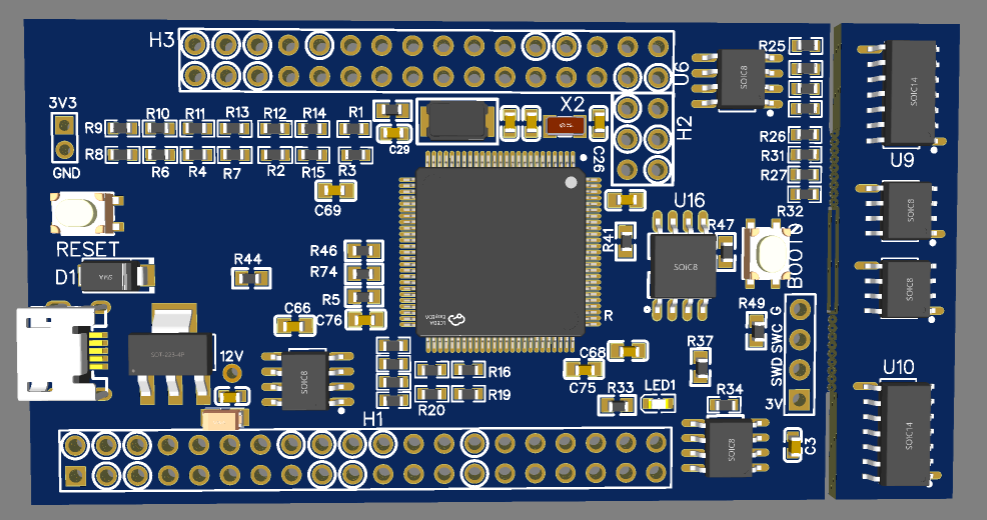 H3
U6
R25
3V3
R10
R11
R13
R12
R14
R1
X2
H2
SOIC8
SOIC14
R9
R8
R6
R4
R7
R2
R15
R3
C29
C26
R26
R31
R27
U9
GND
C69
U16
R47
R32
RESET
R41
BOOT0
SOIC8
SOIC8
D1
R44
R46
R74
R5
C76
C66
SOIC8
LCEDA
EasyEDA
R
R49
SWD SWC G
3V
SOT-223-4P
12V
SOIC8
R16
R19
R20
C68
C75
R37
R33
LED1
R34
U10
SOIC14
H1
SOIC8
C3